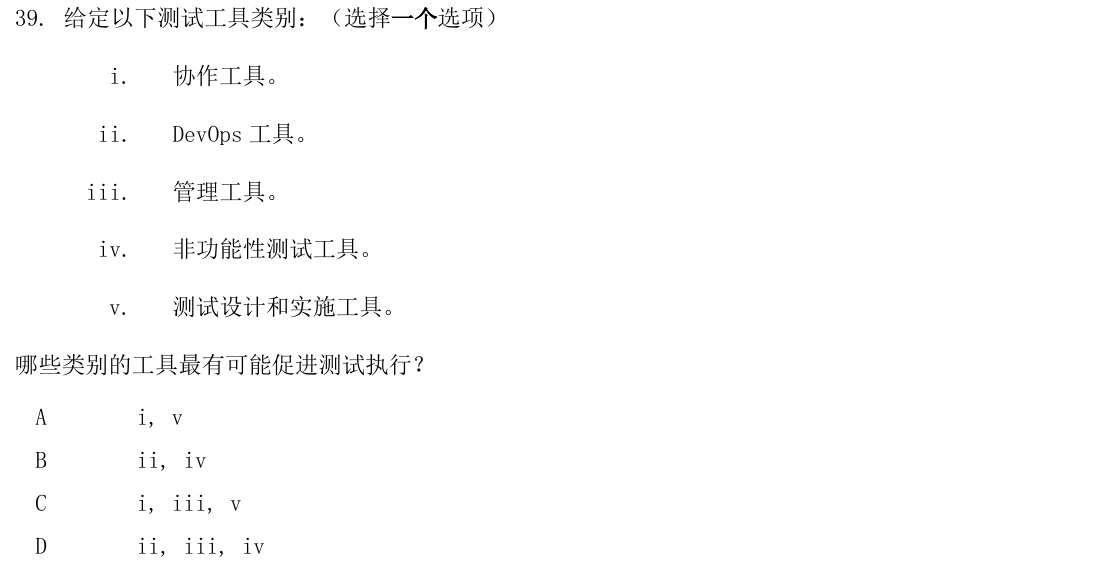 39. 给定以下测试工具类别：（选择一个选项）
i. 协作工具。
ii. DevOps 工具。
iii. 管理工具。
iv. 非功能性测试工具。
v. 测试设计和实施工具。
哪些类别的工具最有可能促进测试执行？
A i, v
B ii, iv
C i, iii, v
D ii, iii, iv